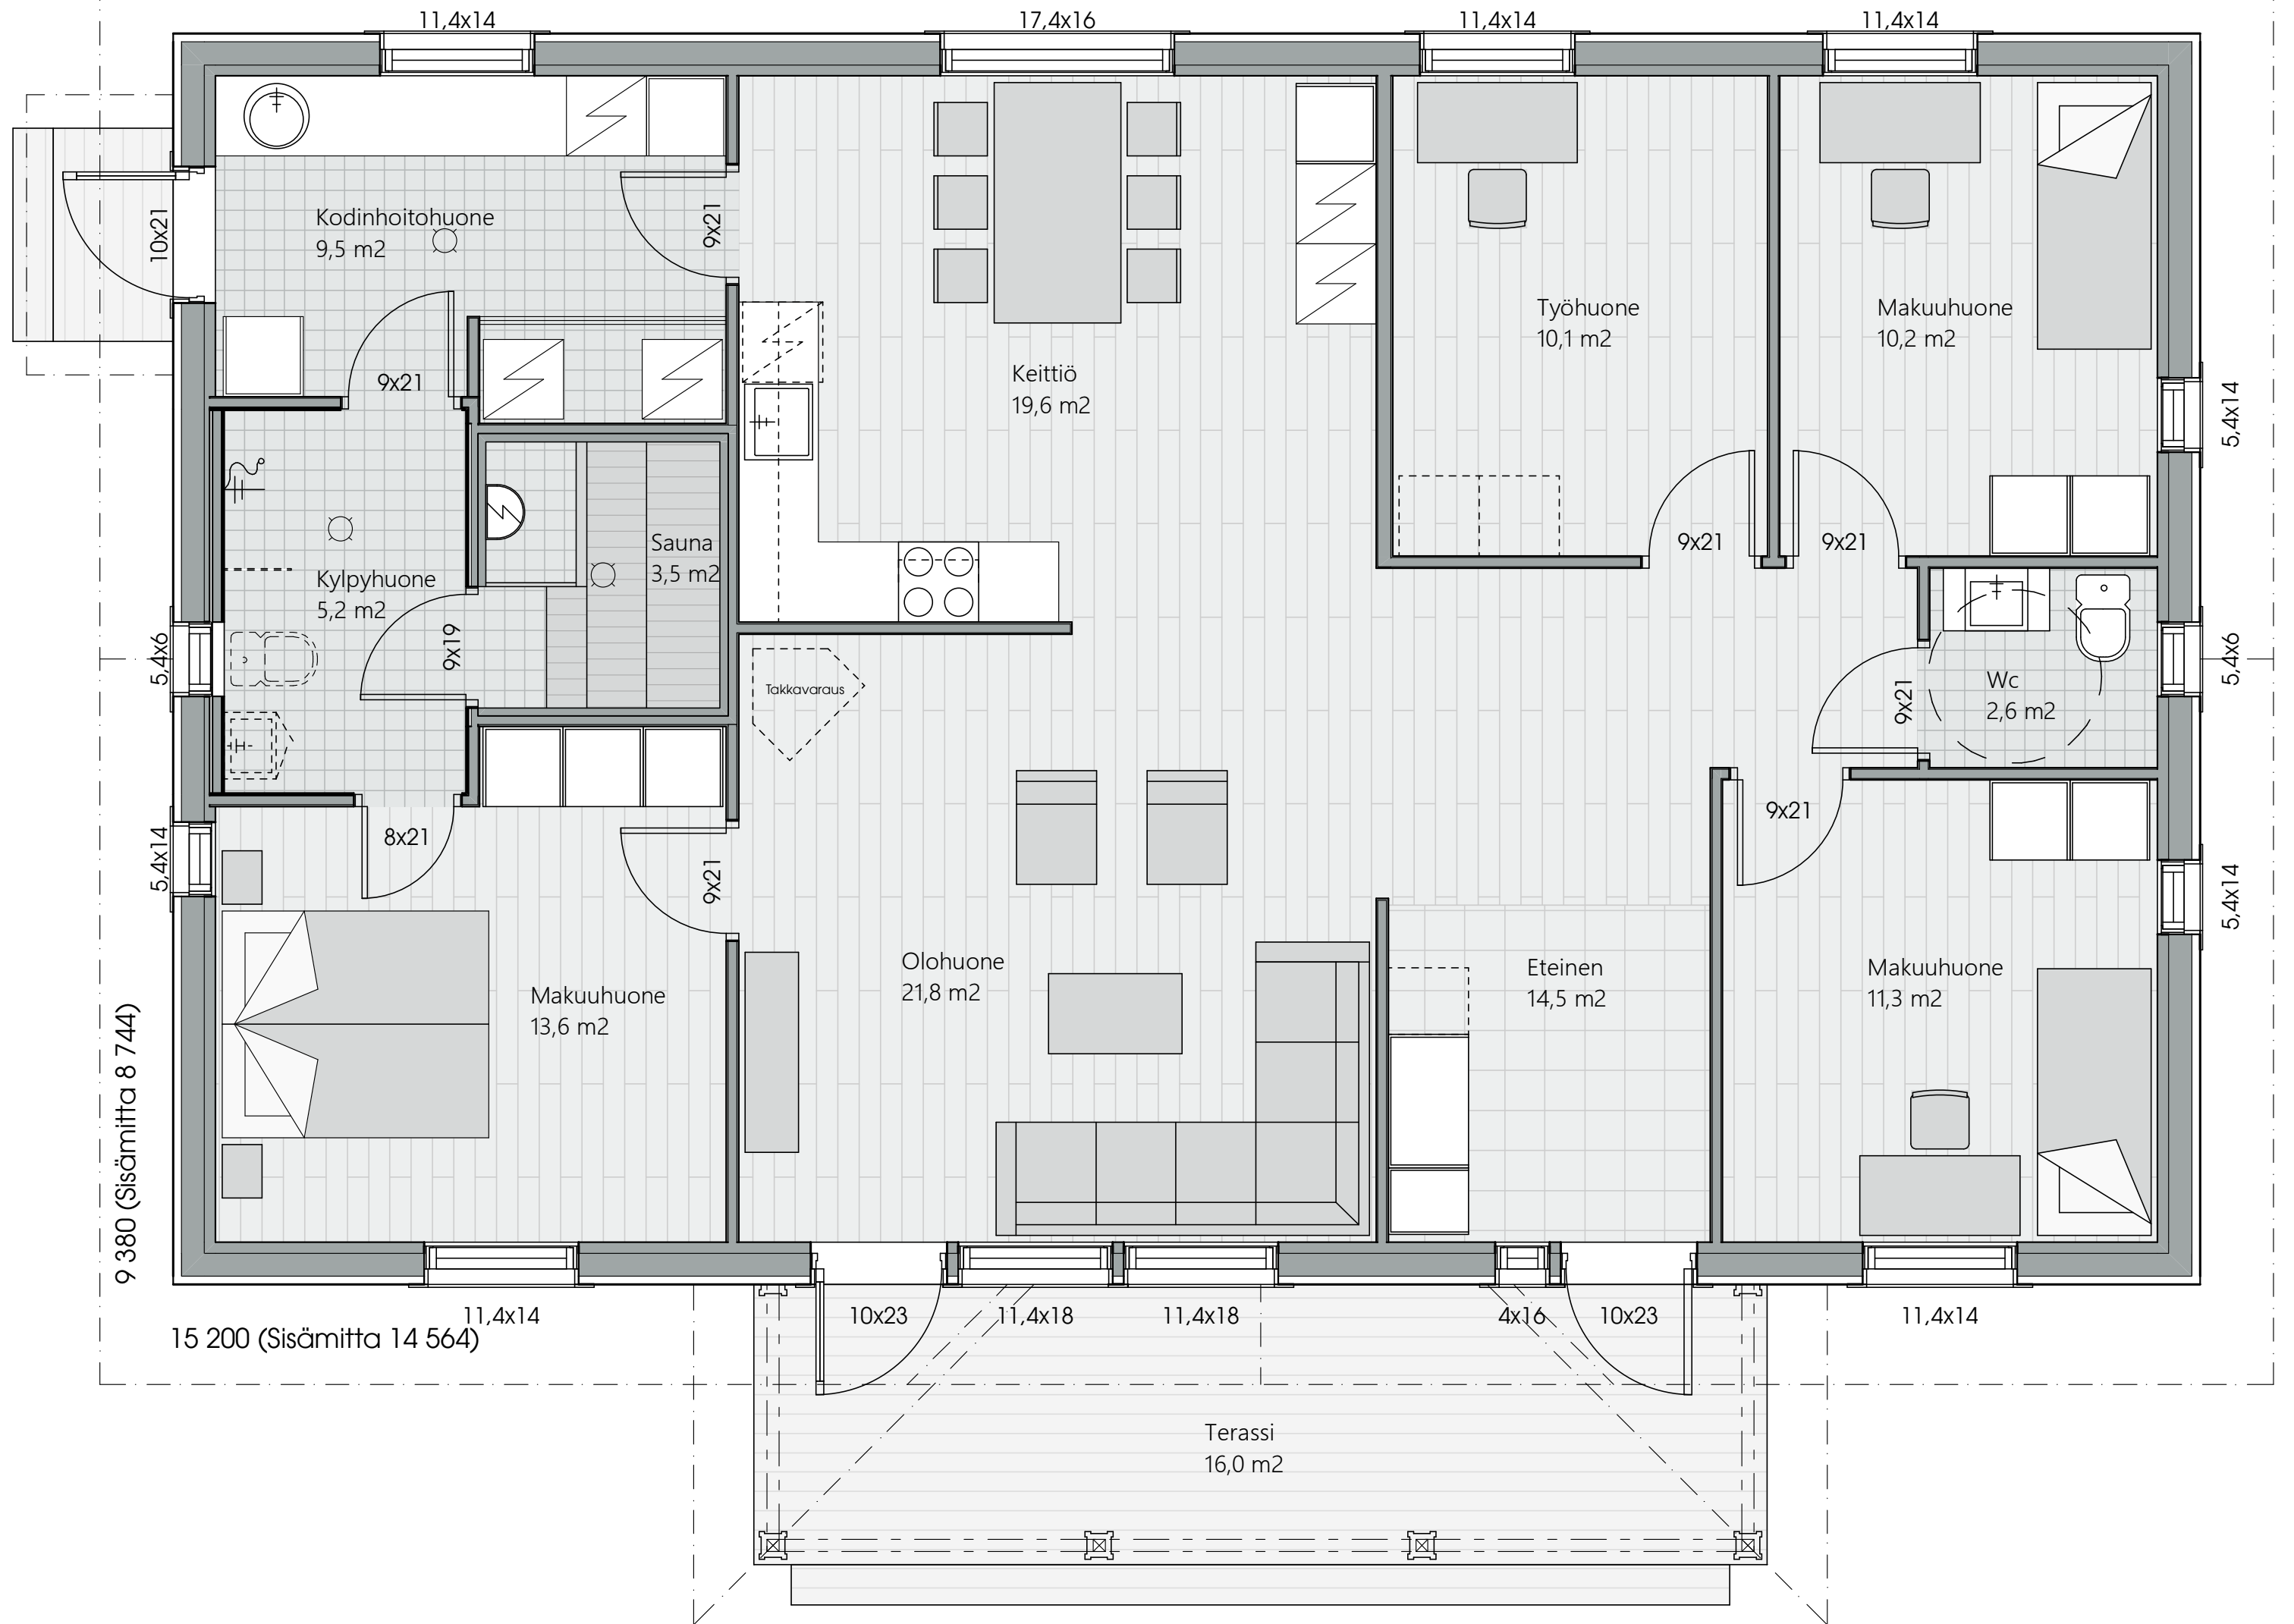 11,4x14
17,4x16
11,4x14
11,4x14
10x21
Kodinhoitohuone
9,5 m2
9x21
9x21
Keittiö
19,6 m2
Työhuone
10,1 m2
Makuuhuone
10,2 m2
5,4x14
9x21
9x21
Sauna
3,5 m2
Kylpyhuone
5,2 m2
9x19
5,4x6
Takkavaraus
Wc
2,6 m2
9x21
5,4x6
9x21
8x21
5,4x14
9x21
5,4x14
Makuuhuone
13,6 m2
Olohuone
21,8 m2
Eteinen
14,5 m2
Makuuhuone
11,3 m2
9 380 (Sisämitta 8 744)
11,4x14
10x23
11,4x18
11,4x18
4x16
10x23
11,4x14
15 200 (Sisämitta 14 564)
Terassi
16,0 m2